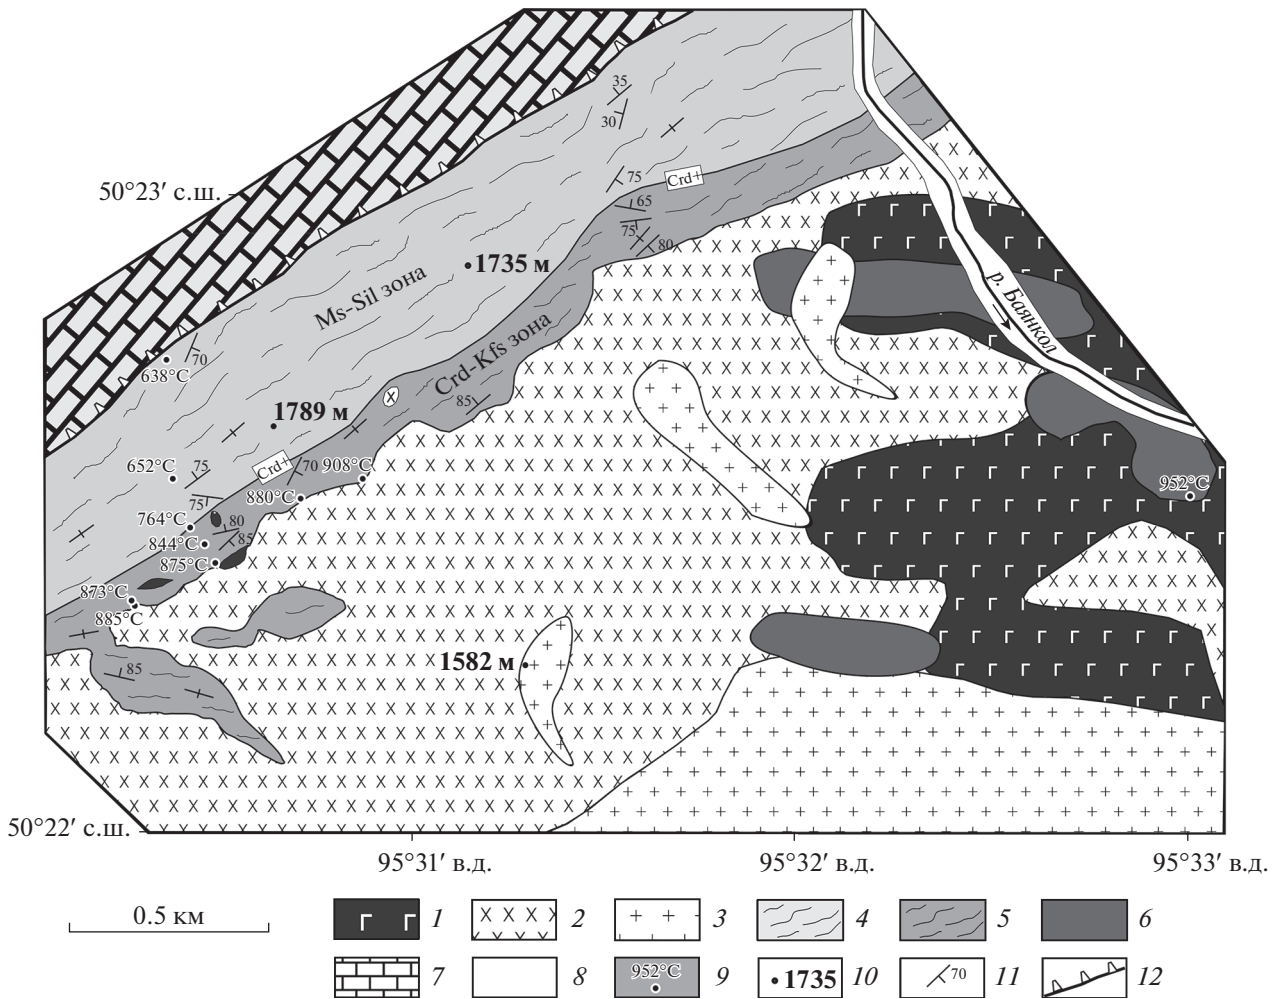 35
30
50°23′ с.ш.
75
Crd+
65
75
80
•1735 м
р. Баянкол
Ms-Sil зона
Crd-Kfs зона
70
638°C
85
1789 м
Crd+
70
908°C
652°C
75
880°C
952°C
75
764°C
80
844°C
85
875°C
873°C
885°C
1582 м
85
50°22′ с.ш.
95°31′ в.д.
95°32′ в.д.
95°33′ в.д.
0.5 км
1
2
3
4
5
6
7
8
952°C
9
•1735
10
70
11
12